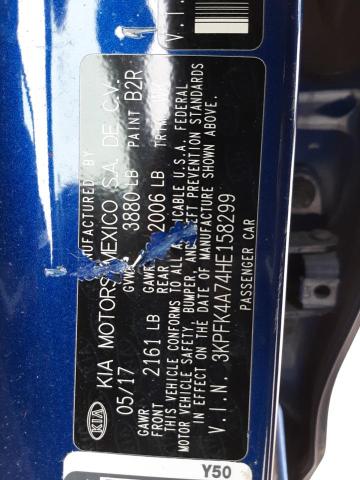 KIA
MANUFACTURED BY
KIA MOTORS MEXICO S.A. DE C.V.
05/17 GVWR 3880 LB PAINT B2R
GAWR FRONT 2161 LB GAWR REAR 2006 LB TRIM
THIS VEHICLE CONFORMS TO ALL APPLICABLE U.S.A. FEDERAL
MOTOR VEHICLE SAFETY, BUMPER, AND THEFT PREVENTION STANDARDS
IN EFFECT ON THE DATE OF MANUFACTURE SHOWN ABOVE.
V.I.N. 3KPFK4A74HE158299
PASSENGER CAR
Y50
V.I.N.